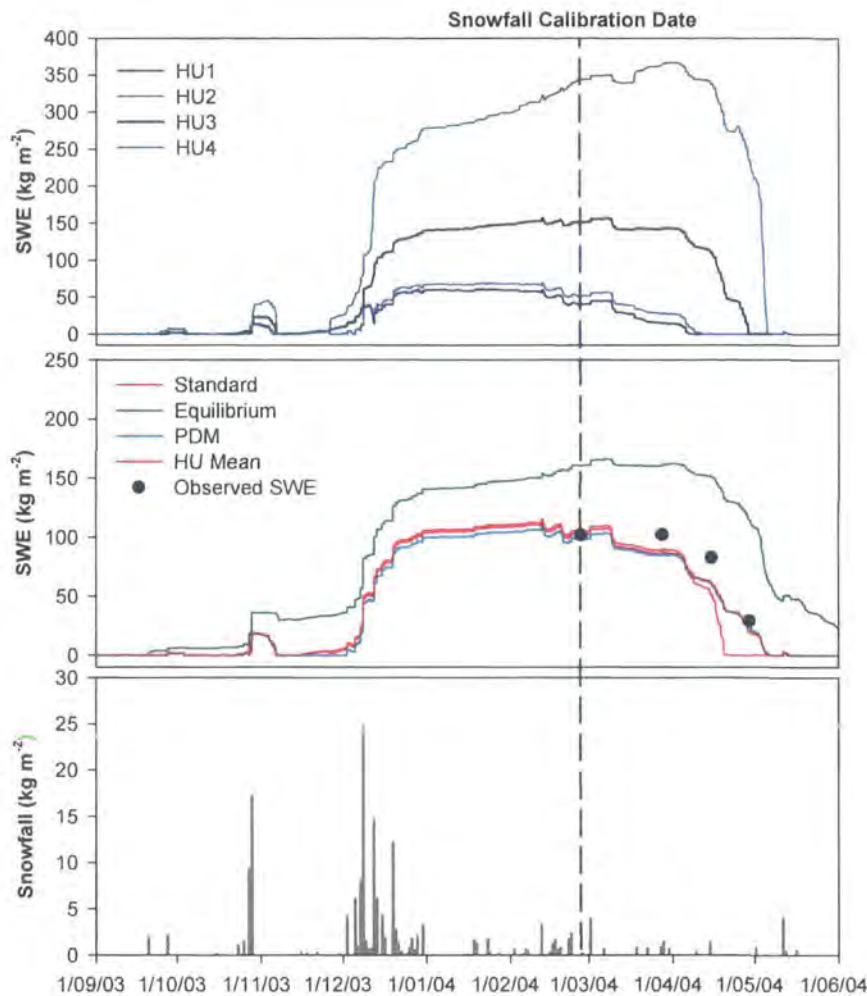 Snowfall Calibration Date
SWE (kg m-2)
400
350
300
250
200
150
100
50
0
HU1
HU2
HU3
HU4
SWE (kg m-2)
250
200
150
100
50
0
Standard
Equilibrium
PDM
HU Mean
Observed SWE
Snowfall (kg m-2)
30
25
20
15
10
5
0
1/09/03 1/10/03 1/11/03 1/12/03 1/01/04 1/02/04 1/03/04 1/04/04 1/05/04 1/06/04